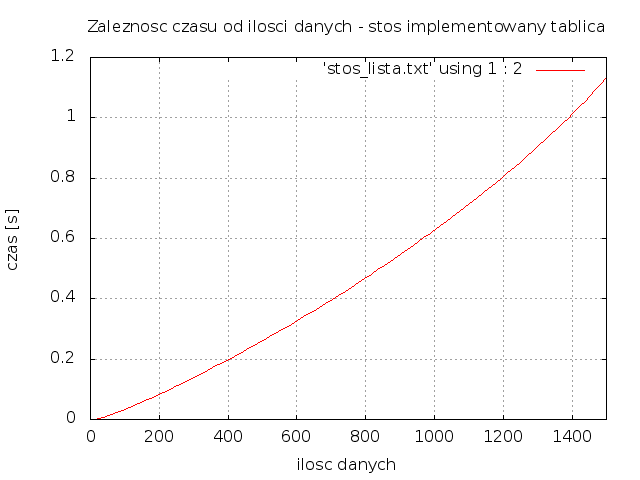 Zaleznosc czasu od ilosci danych - stos implementowany tablica
'stos_lista.txt' using 1 : 2
1.2
1
0.8
0.6
0.4
0.2
0
czas [s]
0 200 400 600 800 1000 1200 1400
ilosc danych